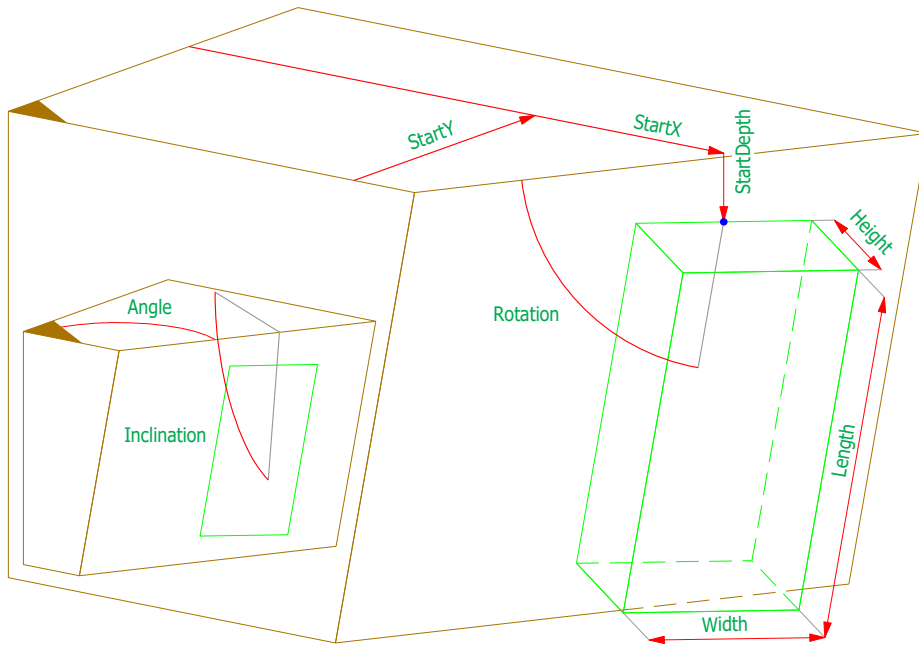 StartY
StartX
StartDepth
Height
Angle
Rotation
Inclination
Length
Width